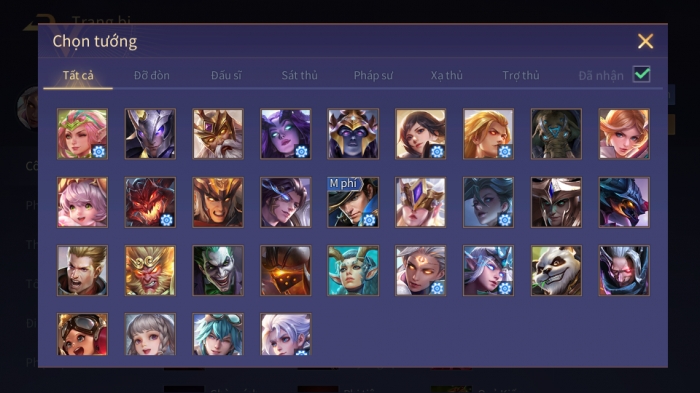 Trang bị
Chọn tướng
Tất cả Đỡ đòn Đấu sĩ Sát thủ Pháp sư Xạ thủ Trợ thủ Đã nhận
M phí